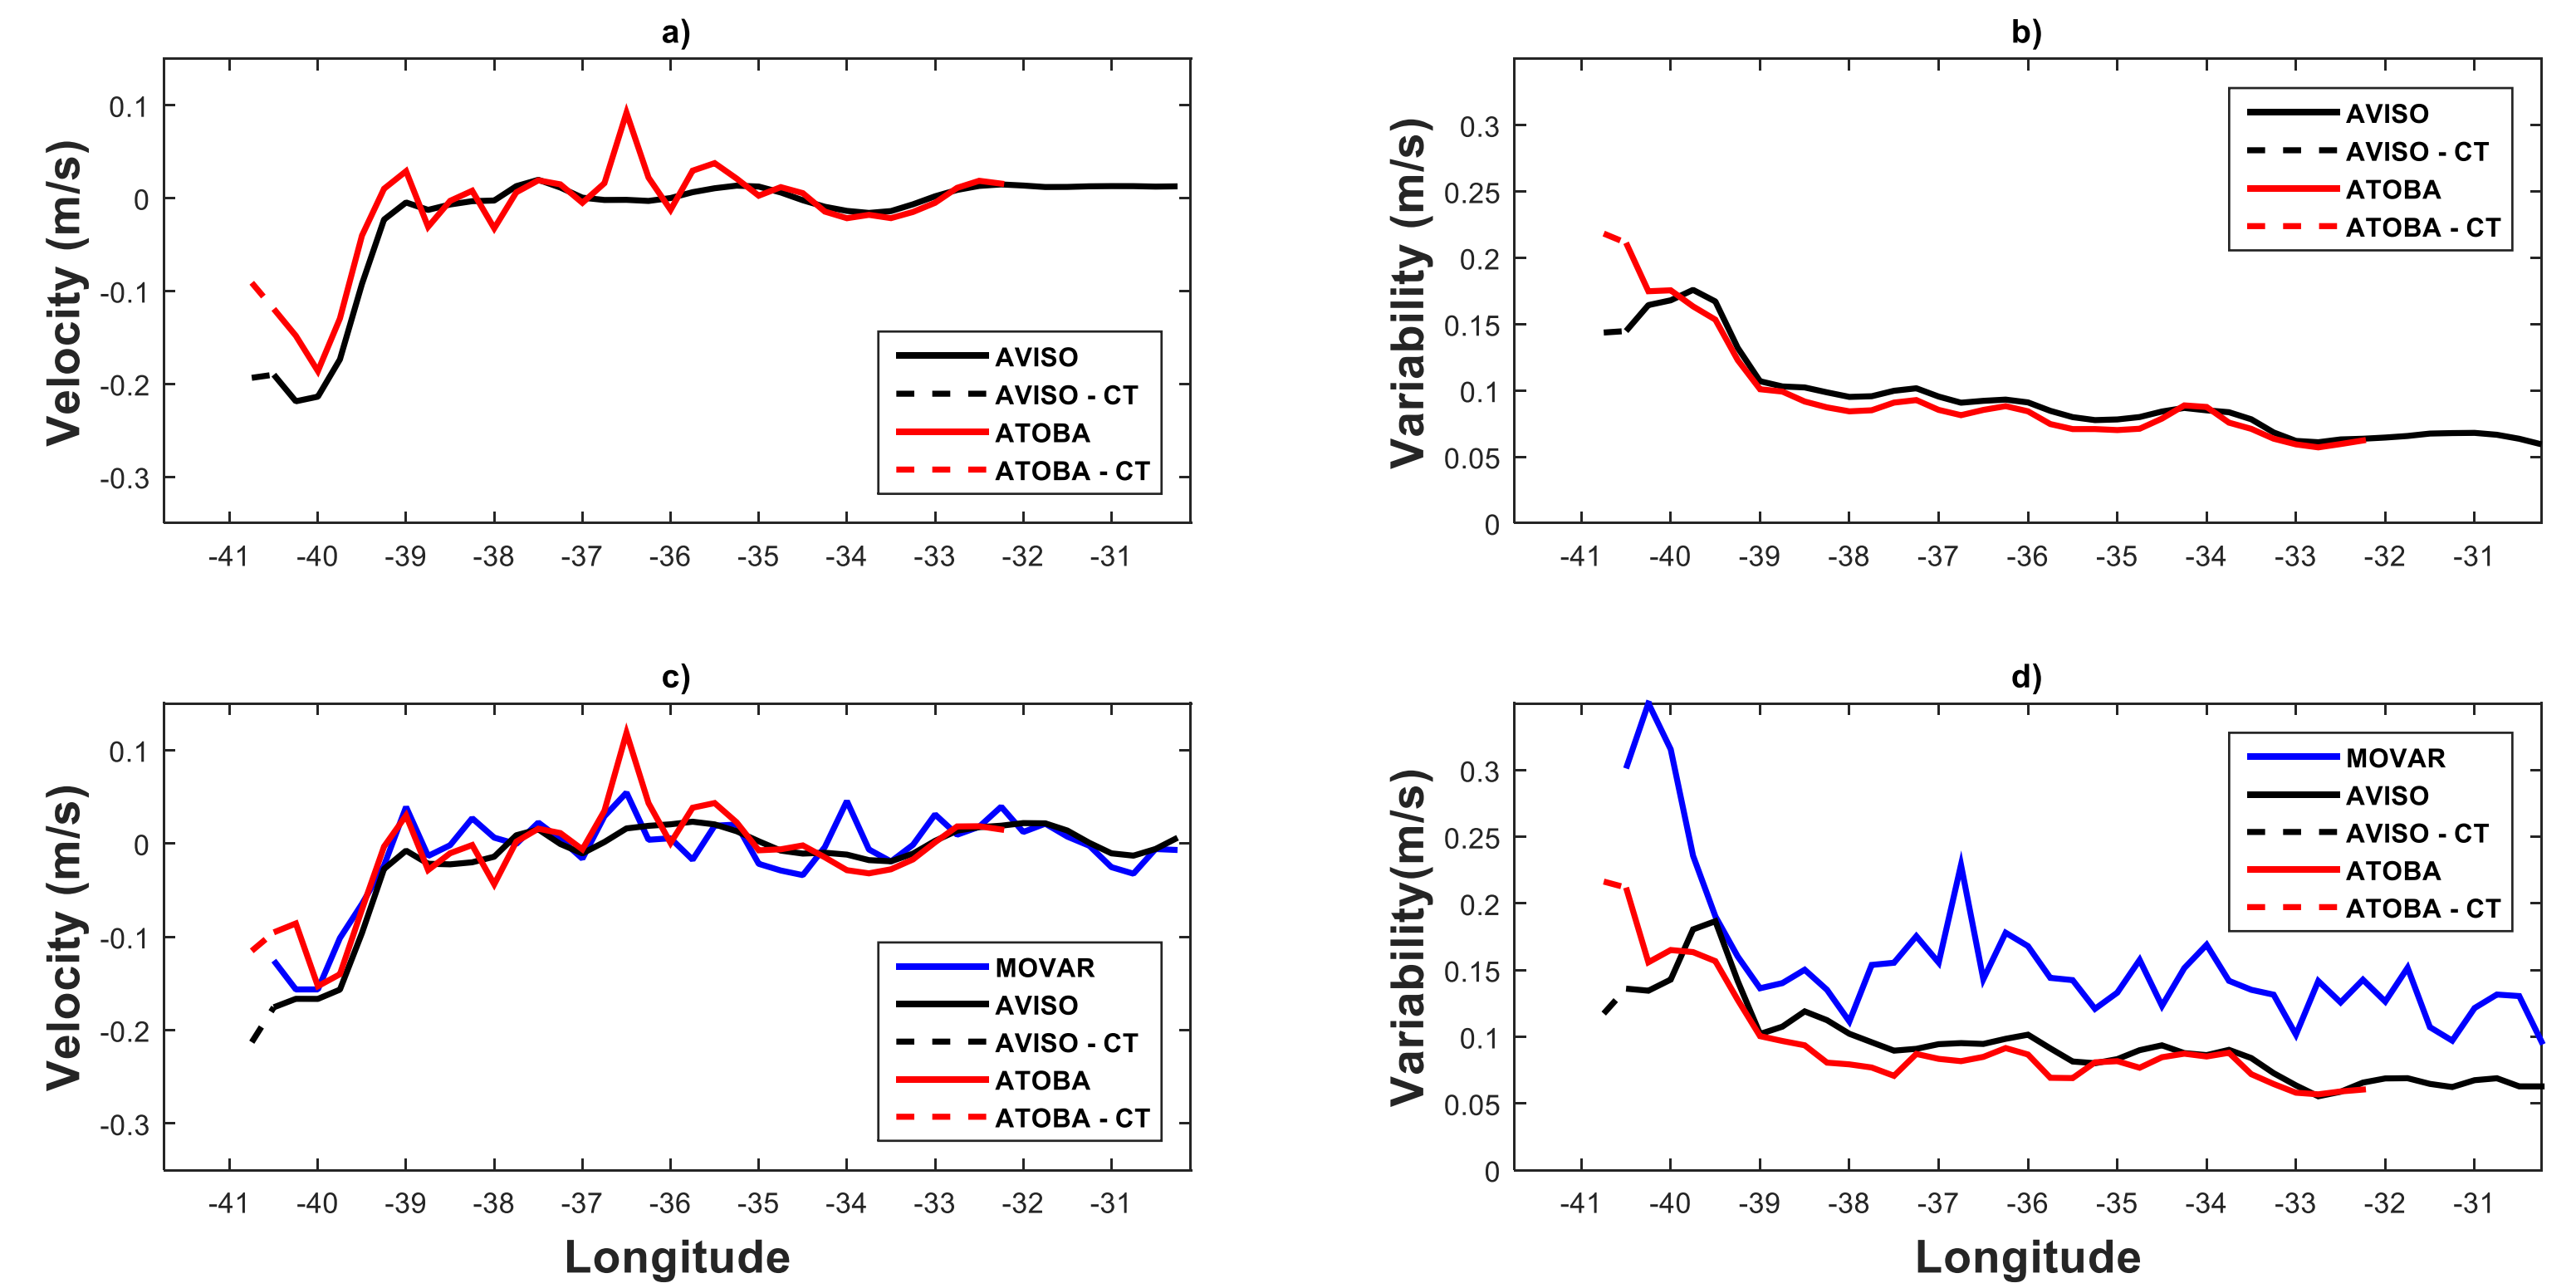 a)
Velocity (m/s)
0.1
0
-0.1
-0.2
-0.3
-41 -40 -39 -38 -37 -36 -35 -34 -33 -32 -31
AVISO
AVISO - CT
ATOBA
ATOBA - CT
b)
Variability (m/s)
0.3
0.25
0.2
0.15
0.1
0.05
0
-41 -40 -39 -38 -37 -36 -35 -34 -33 -32 -31
AVISO
AVISO - CT
ATOBA
ATOBA - CT
c)
Velocity (m/s)
0.1
0
-0.1
-0.2
-0.3
-41 -40 -39 -38 -37 -36 -35 -34 -33 -32 -31
Longitude
MOVAR
AVISO
AVISO - CT
ATOBA
ATOBA - CT
d)
Variability(m/s)
0.3
0.25
0.2
0.15
0.1
0.05
0
-41 -40 -39 -38 -37 -36 -35 -34 -33 -32 -31
Longitude
MOVAR
AVISO
AVISO - CT
ATOBA
ATOBA - CT